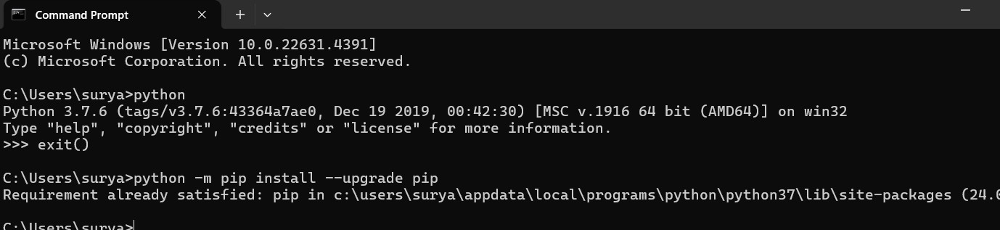 Command Prompt
Microsoft Windows [Version 10.0.22631.4391]
(c) Microsoft Corporation. All rights reserved.
C:\Users\surya>python
Python 3.7.6 (tags/v3.7.6:43364a7ae0, Dec 19 2019, 00:42:30) [MSC v.1916 64 bit (AMD64)] on win32
Type "help", "copyright", "credits" or "license" for more information.
>>> exit()
C:\Users\surya>python -m pip install --upgrade pip
Requirement already satisfied: pip in c:\users\surya\appdata\local\programs\python\python37\lib\site-packages (24.0
C:\Users\surya>